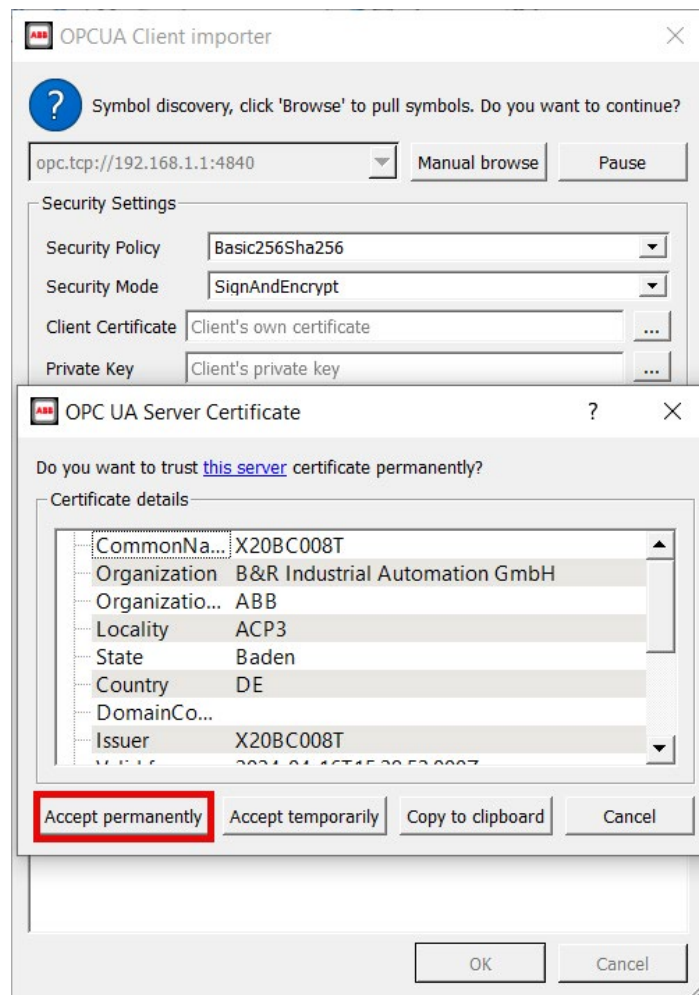 ABB OPCUA Client importer
? Symbol discovery, click 'Browse' to pull symbols. Do you want to continue?
opc.tcp://192.168.1.1:4840 Manual browse Pause
Security Settings
Security Policy Basic256Sha256
Security Mode SignAndEncrypt
Client Certificate Client's own certificate ...
Private Key Client's private key ...
ABB OPC UA Server Certificate ?
Do you want to trust this server certificate permanently?
Certificate details
CommonNa... X20BC008T
Organization B&R Industrial Automation GmbH
Organizatio... ABB
Locality ACP3
State Baden
Country DE
DomainCo...
Issuer X20BC008T
Accept permanently Accept temporarily Copy to clipboard Cancel
OK Cancel